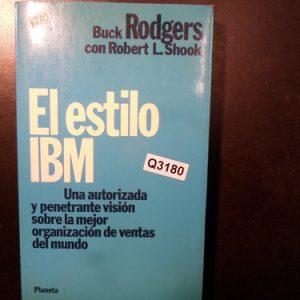 Buck Rodgers
con Robert L. Shook
El estilo
IBM
Q3180
Una autorizada
y penetrante visión
sobre la mejor
organización de ventas
del mundo
Planeta